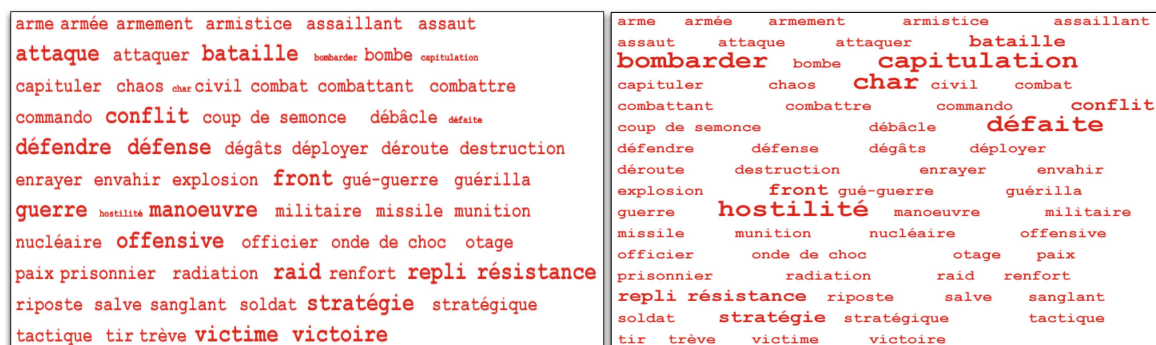 arme armée armement armistice assaillant assaut
attaque attaquer bataille bombarder bombe capitulation
capituler chaos char civil combat combattant combattre
commando conflit coup de semonce débâcle défaite
défendre défense dégâts déployer déroute destruction
enrayer envahir explosion front gué-guerre guérilla
guerre hostilité manoeuvre militaire missile munition
nucléaire offensive officier onde de choc otage
paix prisonnier radiation raid renfort repli résistance
riposte salve sanglant soldat stratégie stratégique
tactique tir trève victime victoire
arme armée armement armistice assaillant
assaut attaque attaquer bataille
bombarder bombe capitulation
capituler chaos char civil combat
combattant combattre commando conflit
coup de semonce débâcle défaite
défendre défense dégâts déployer
déroute destruction enrayer envahir
explosion front gué-guerre guérilla
guerre hostilité manoeuvre militaire
missile munition nucléaire offensive
officier onde de choc otage paix
prisonnier radiation raid renfort
repli résistance riposte salve sanglant
soldat stratégie stratégique tactique
tir trève victime victoire